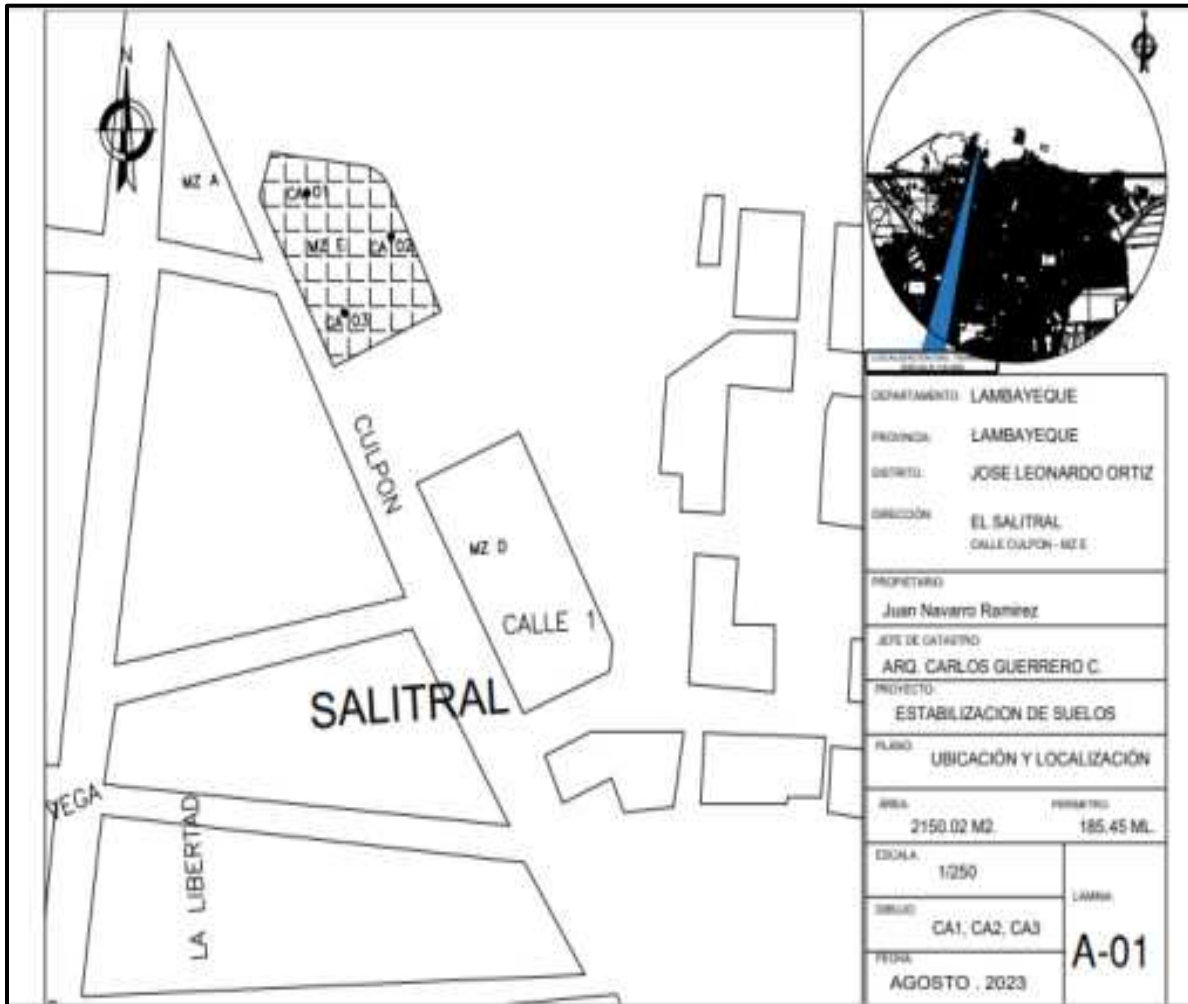 N
MZ A
CA 01
MZ E
CA 02
CA 03
CULPON
MZ D
CALLE 1
SALITRAL
VEGA
LA LIBERTAD
DEPARTAMENTO: LAMBAYEQUE
PROVINCIA: LAMBAYEQUE
DISTRITO: JOSE LEONARDO ORTIZ
DIRECCIÓN: EL SALITRAL
CALLE CULPON - MZ E
PROPIETARIO:
Juan Navarro Ramirez
JEFE DE CATASTRO:
ARQ. CARLOS GUERRERO C.
PROYECTO:
ESTABILIZACION DE SUELOS
PLANO:
UBICACIÓN Y LOCALIZACIÓN
ÁREA:
2150.02 M2.
PERIMETRO:
185.45 ML.
ESCALA:
1/250
DIBUJO:
CA1, CA2, CA3
FECHA:
AGOSTO . 2023
LAMINA:
A-01